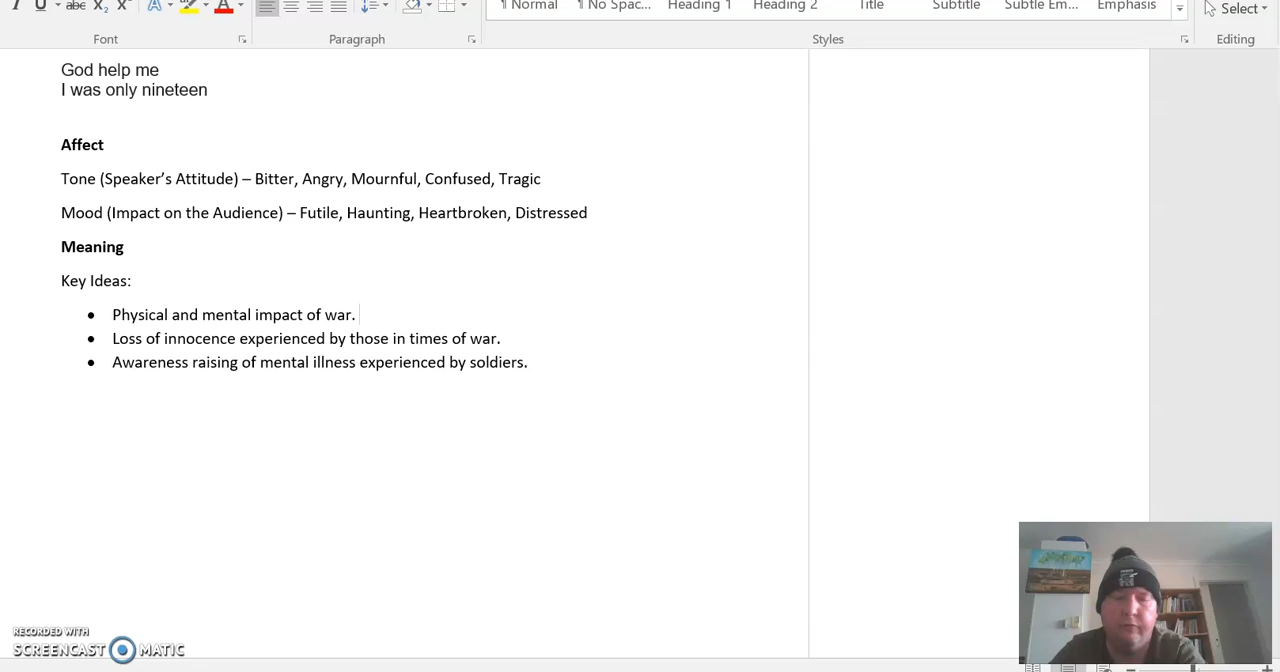 I U abc X₂ X A A
Font Paragraph Styles Editing
¶ Normal ¶ No Spac... Heading 1 Heading 2 Title Subtitle Subtle Em... Emphasis Select
God help me
I was only nineteen
Affect
Tone (Speaker’s Attitude) – Bitter, Angry, Mournful, Confused, Tragic
Mood (Impact on the Audience) – Futile, Haunting, Heartbroken, Distressed
Meaning
Key Ideas:
• Physical and mental impact of war.
• Loss of innocence experienced by those in times of war.
• Awareness raising of mental illness experienced by soldiers.
RECORDED WITH
SCREENCAST MATIC